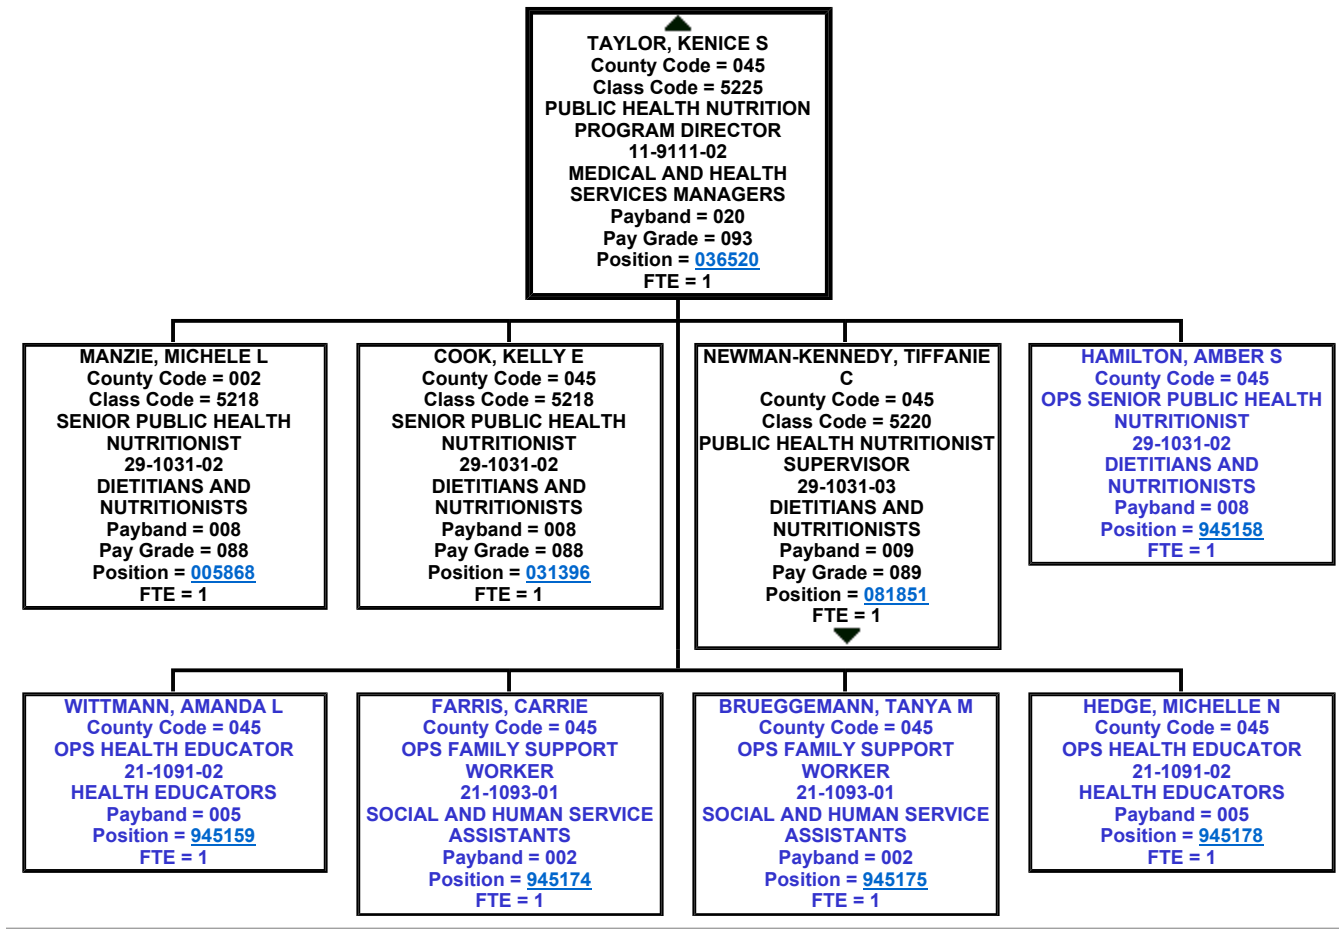 TAYLOR, KENICE S
County Code = 045
Class Code = 5225
PUBLIC HEALTH NUTRITION
PROGRAM DIRECTOR
11-9111-02
MEDICAL AND HEALTH
SERVICES MANAGERS
Payband = 020
Pay Grade = 093
Position = 036520
FTE = 1
MANZIE, MICHELE L
County Code = 002
Class Code = 5218
SENIOR PUBLIC HEALTH
NUTRITIONIST
29-1031-02
DIETITIANS AND
NUTRITIONISTS
Payband = 008
Pay Grade = 088
Position = 005868
FTE = 1
COOK, KELLY E
County Code = 045
Class Code = 5218
SENIOR PUBLIC HEALTH
NUTRITIONIST
29-1031-02
DIETITIANS AND
NUTRITIONISTS
Payband = 008
Pay Grade = 088
Position = 031396
FTE = 1
NEWMAN-KENNEDY, TIFFANIE
C
County Code = 045
Class Code = 5220
PUBLIC HEALTH NUTRITIONIST
SUPERVISOR
29-1031-03
DIETITIANS AND
NUTRITIONISTS
Payband = 009
Pay Grade = 089
Position = 081851
FTE = 1
HAMILTON, AMBER S
County Code = 045
OPS SENIOR PUBLIC HEALTH
NUTRITIONIST
29-1031-02
DIETITIANS AND
NUTRITIONISTS
Payband = 008
Position = 945158
FTE = 1
WITTMANN, AMANDA L
County Code = 045
OPS HEALTH EDUCATOR
21-1091-02
HEALTH EDUCATORS
Payband = 005
Position = 945159
FTE = 1
FARRIS, CARRIE
County Code = 045
OPS FAMILY SUPPORT
WORKER
21-1093-01
SOCIAL AND HUMAN SERVICE
ASSISTANTS
Payband = 002
Position = 945174
FTE = 1
BRUEGGEMANN, TANYA M
County Code = 045
OPS FAMILY SUPPORT
WORKER
21-1093-01
SOCIAL AND HUMAN SERVICE
ASSISTANTS
Payband = 002
Position = 945175
FTE = 1
HEDGE, MICHELLE N
County Code = 045
OPS HEALTH EDUCATOR
21-1091-02
HEALTH EDUCATORS
Payband = 005
Position = 945178
FTE = 1